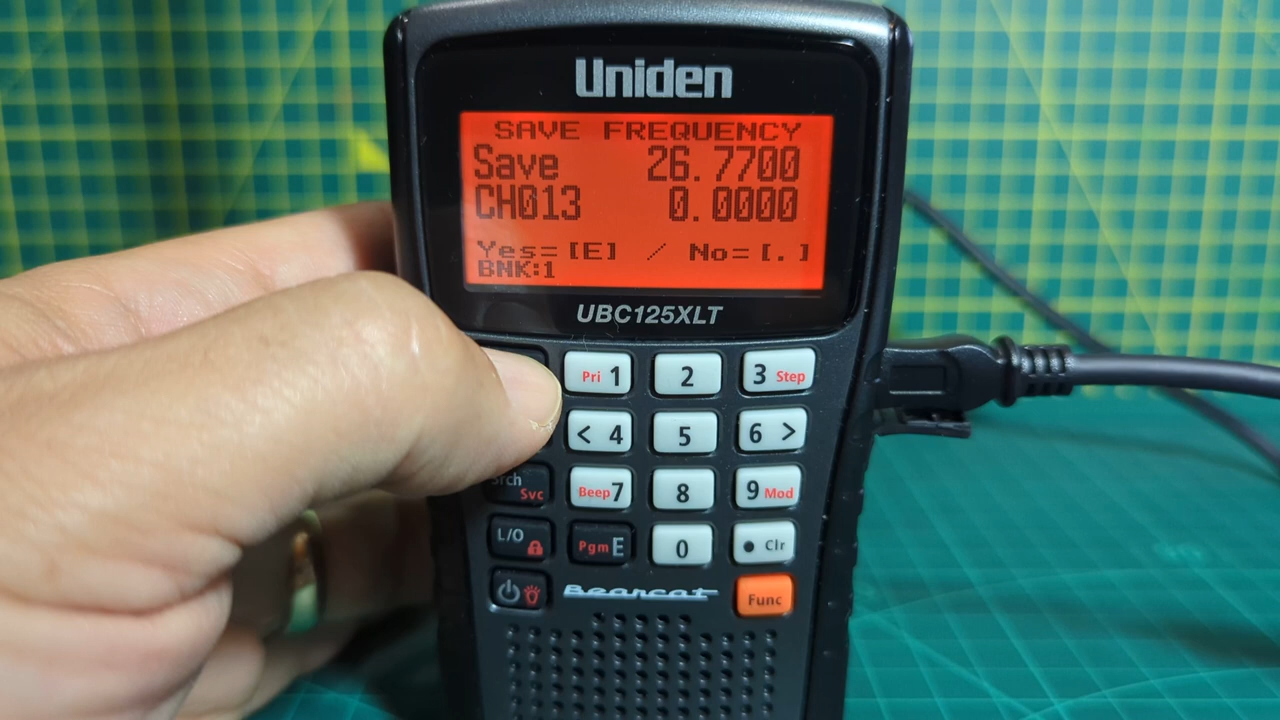 Uniden
SAVE FREQUENCY
Save 26.7700
CH013 0.0000
Yes=[E] / No=[.]
BNK:1
UBC125XLT
Pri 1 2 3 Step
< 4 5 6 >
Svc Beep 7 8 9 Mod
L/O Pgm E 0 • Clr
Bearcat Func